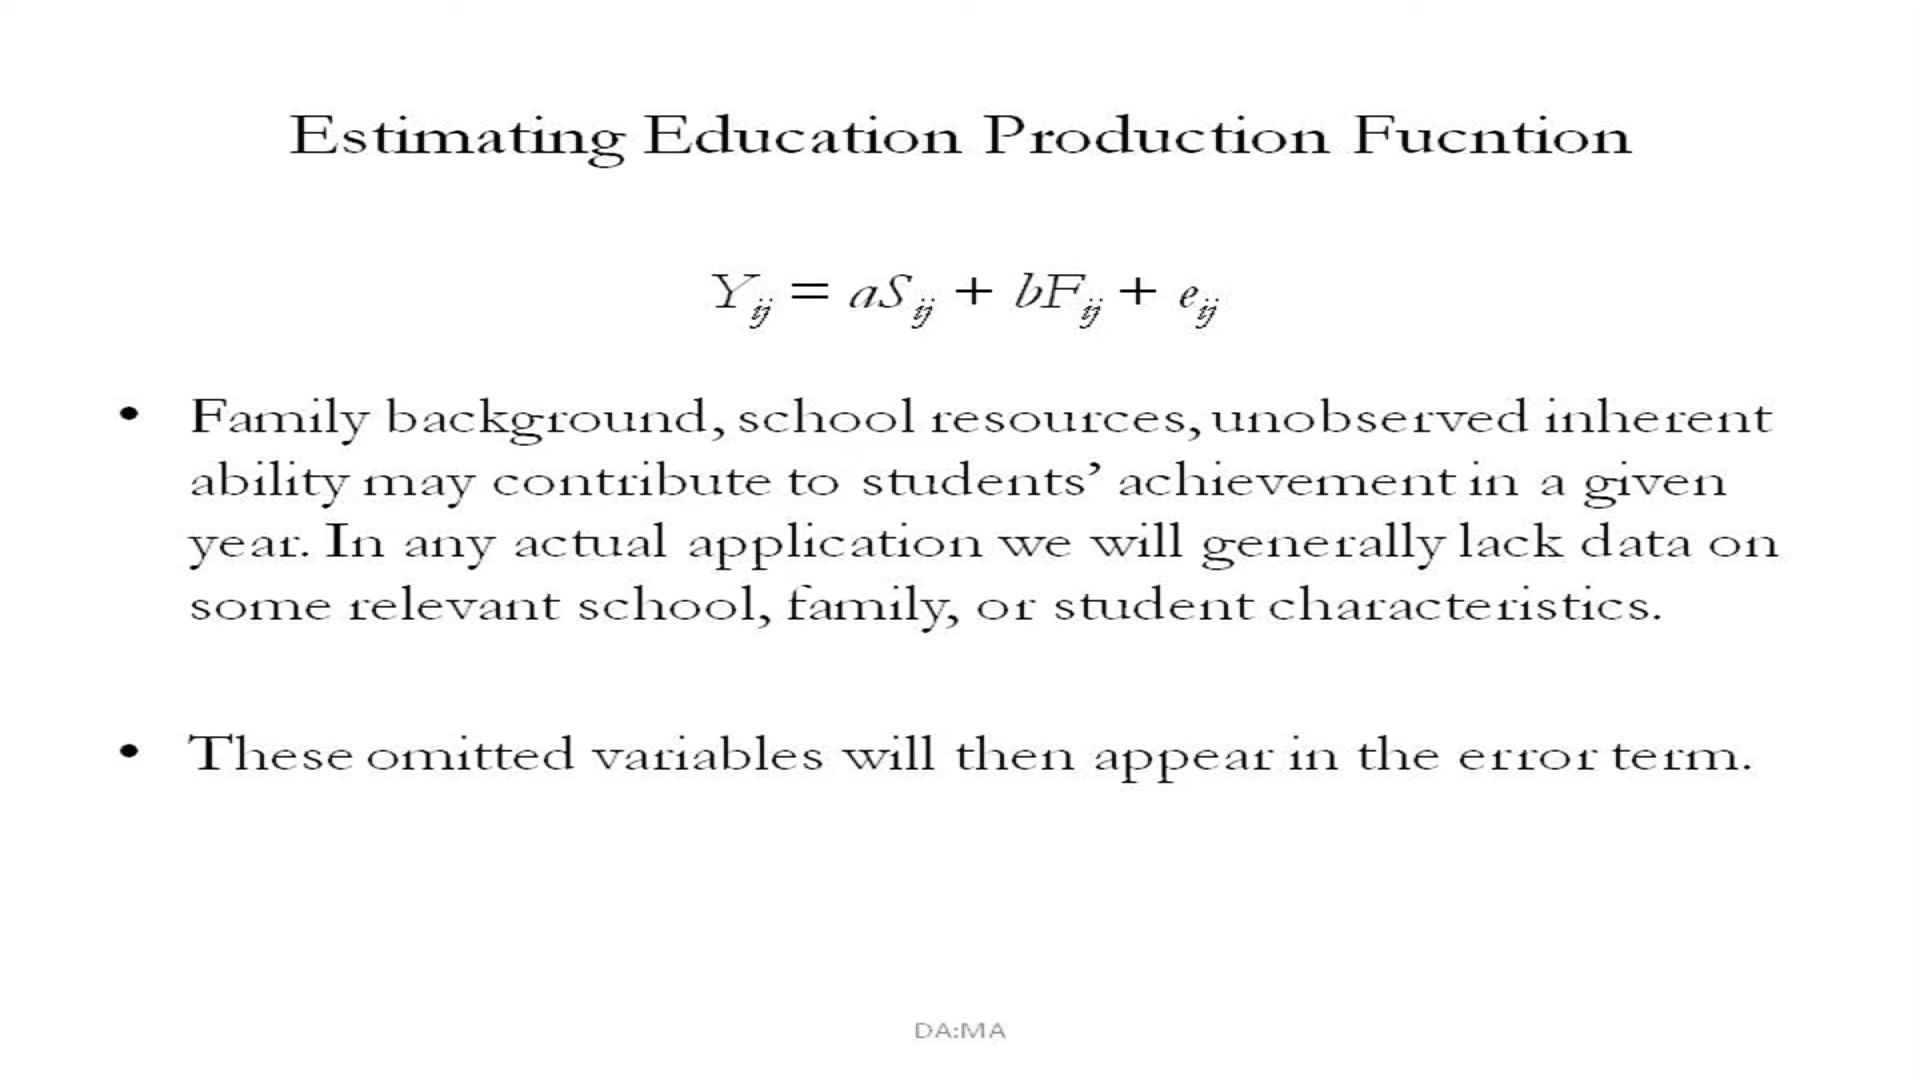 Estimating Education Production Fucntion
Y_ij = aS_ij + bF_ij + e_ij
• Family background, school resources, unobserved inherent
ability may contribute to students’ achievement in a given
year. In any actual application we will generally lack data on
some relevant school, family, or student characteristics.
• These omitted variables will then appear in the error term.
DA:MA